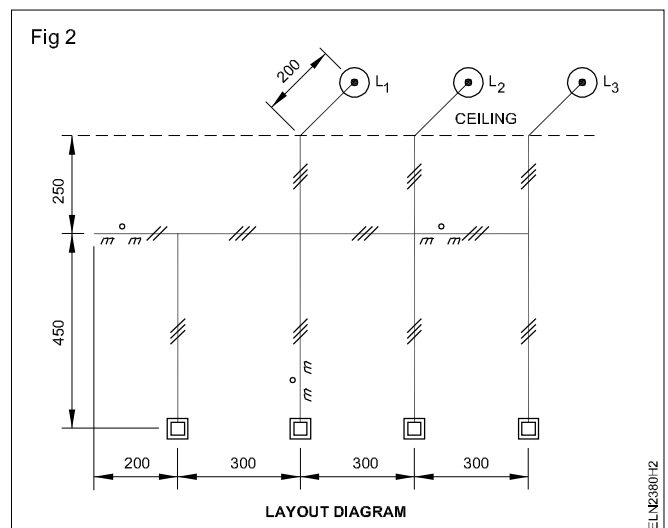 Fig 2
200
L1
L2
L3
CEILING
250
m m
m m
450
m
m
200
300
300
300
LAYOUT DIAGRAM
ELN2380H2